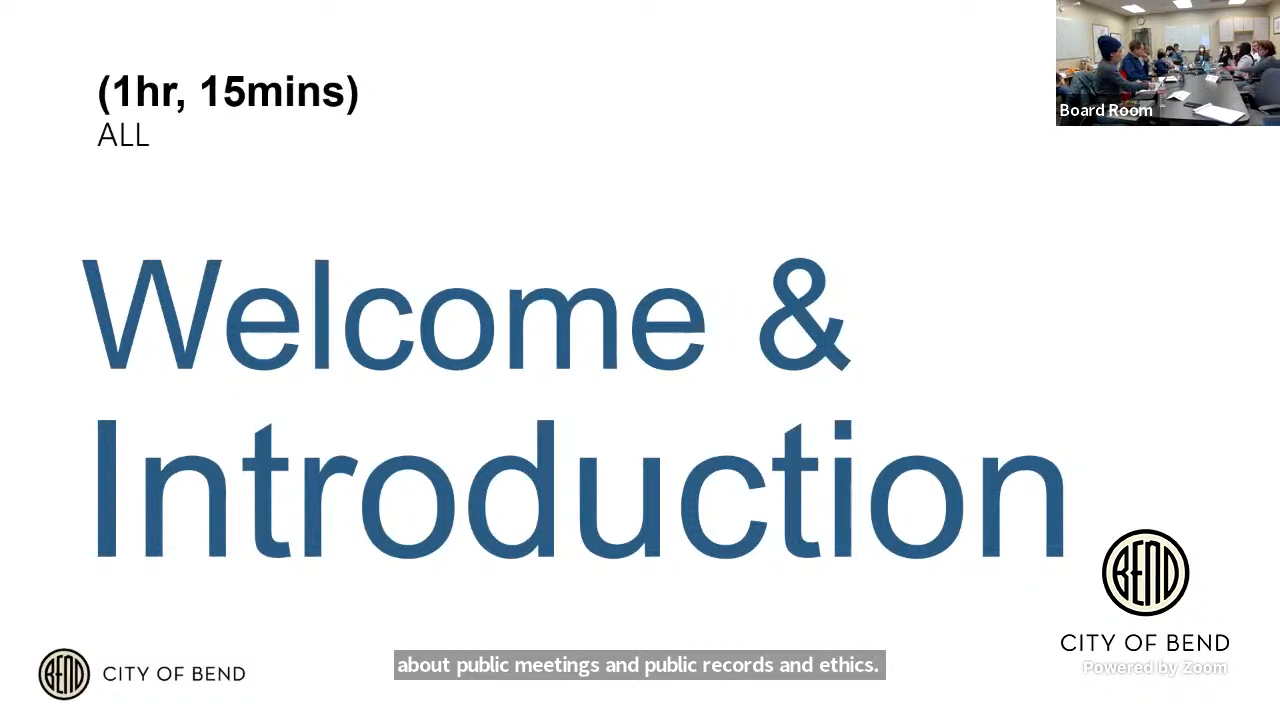 (1hr, 15mins)
ALL
Board Room
Welcome &
Introduction
BEND
CITY OF BEND
Powered by Zoom
BEND
CITY OF BEND
about public meetings and public records and ethics.